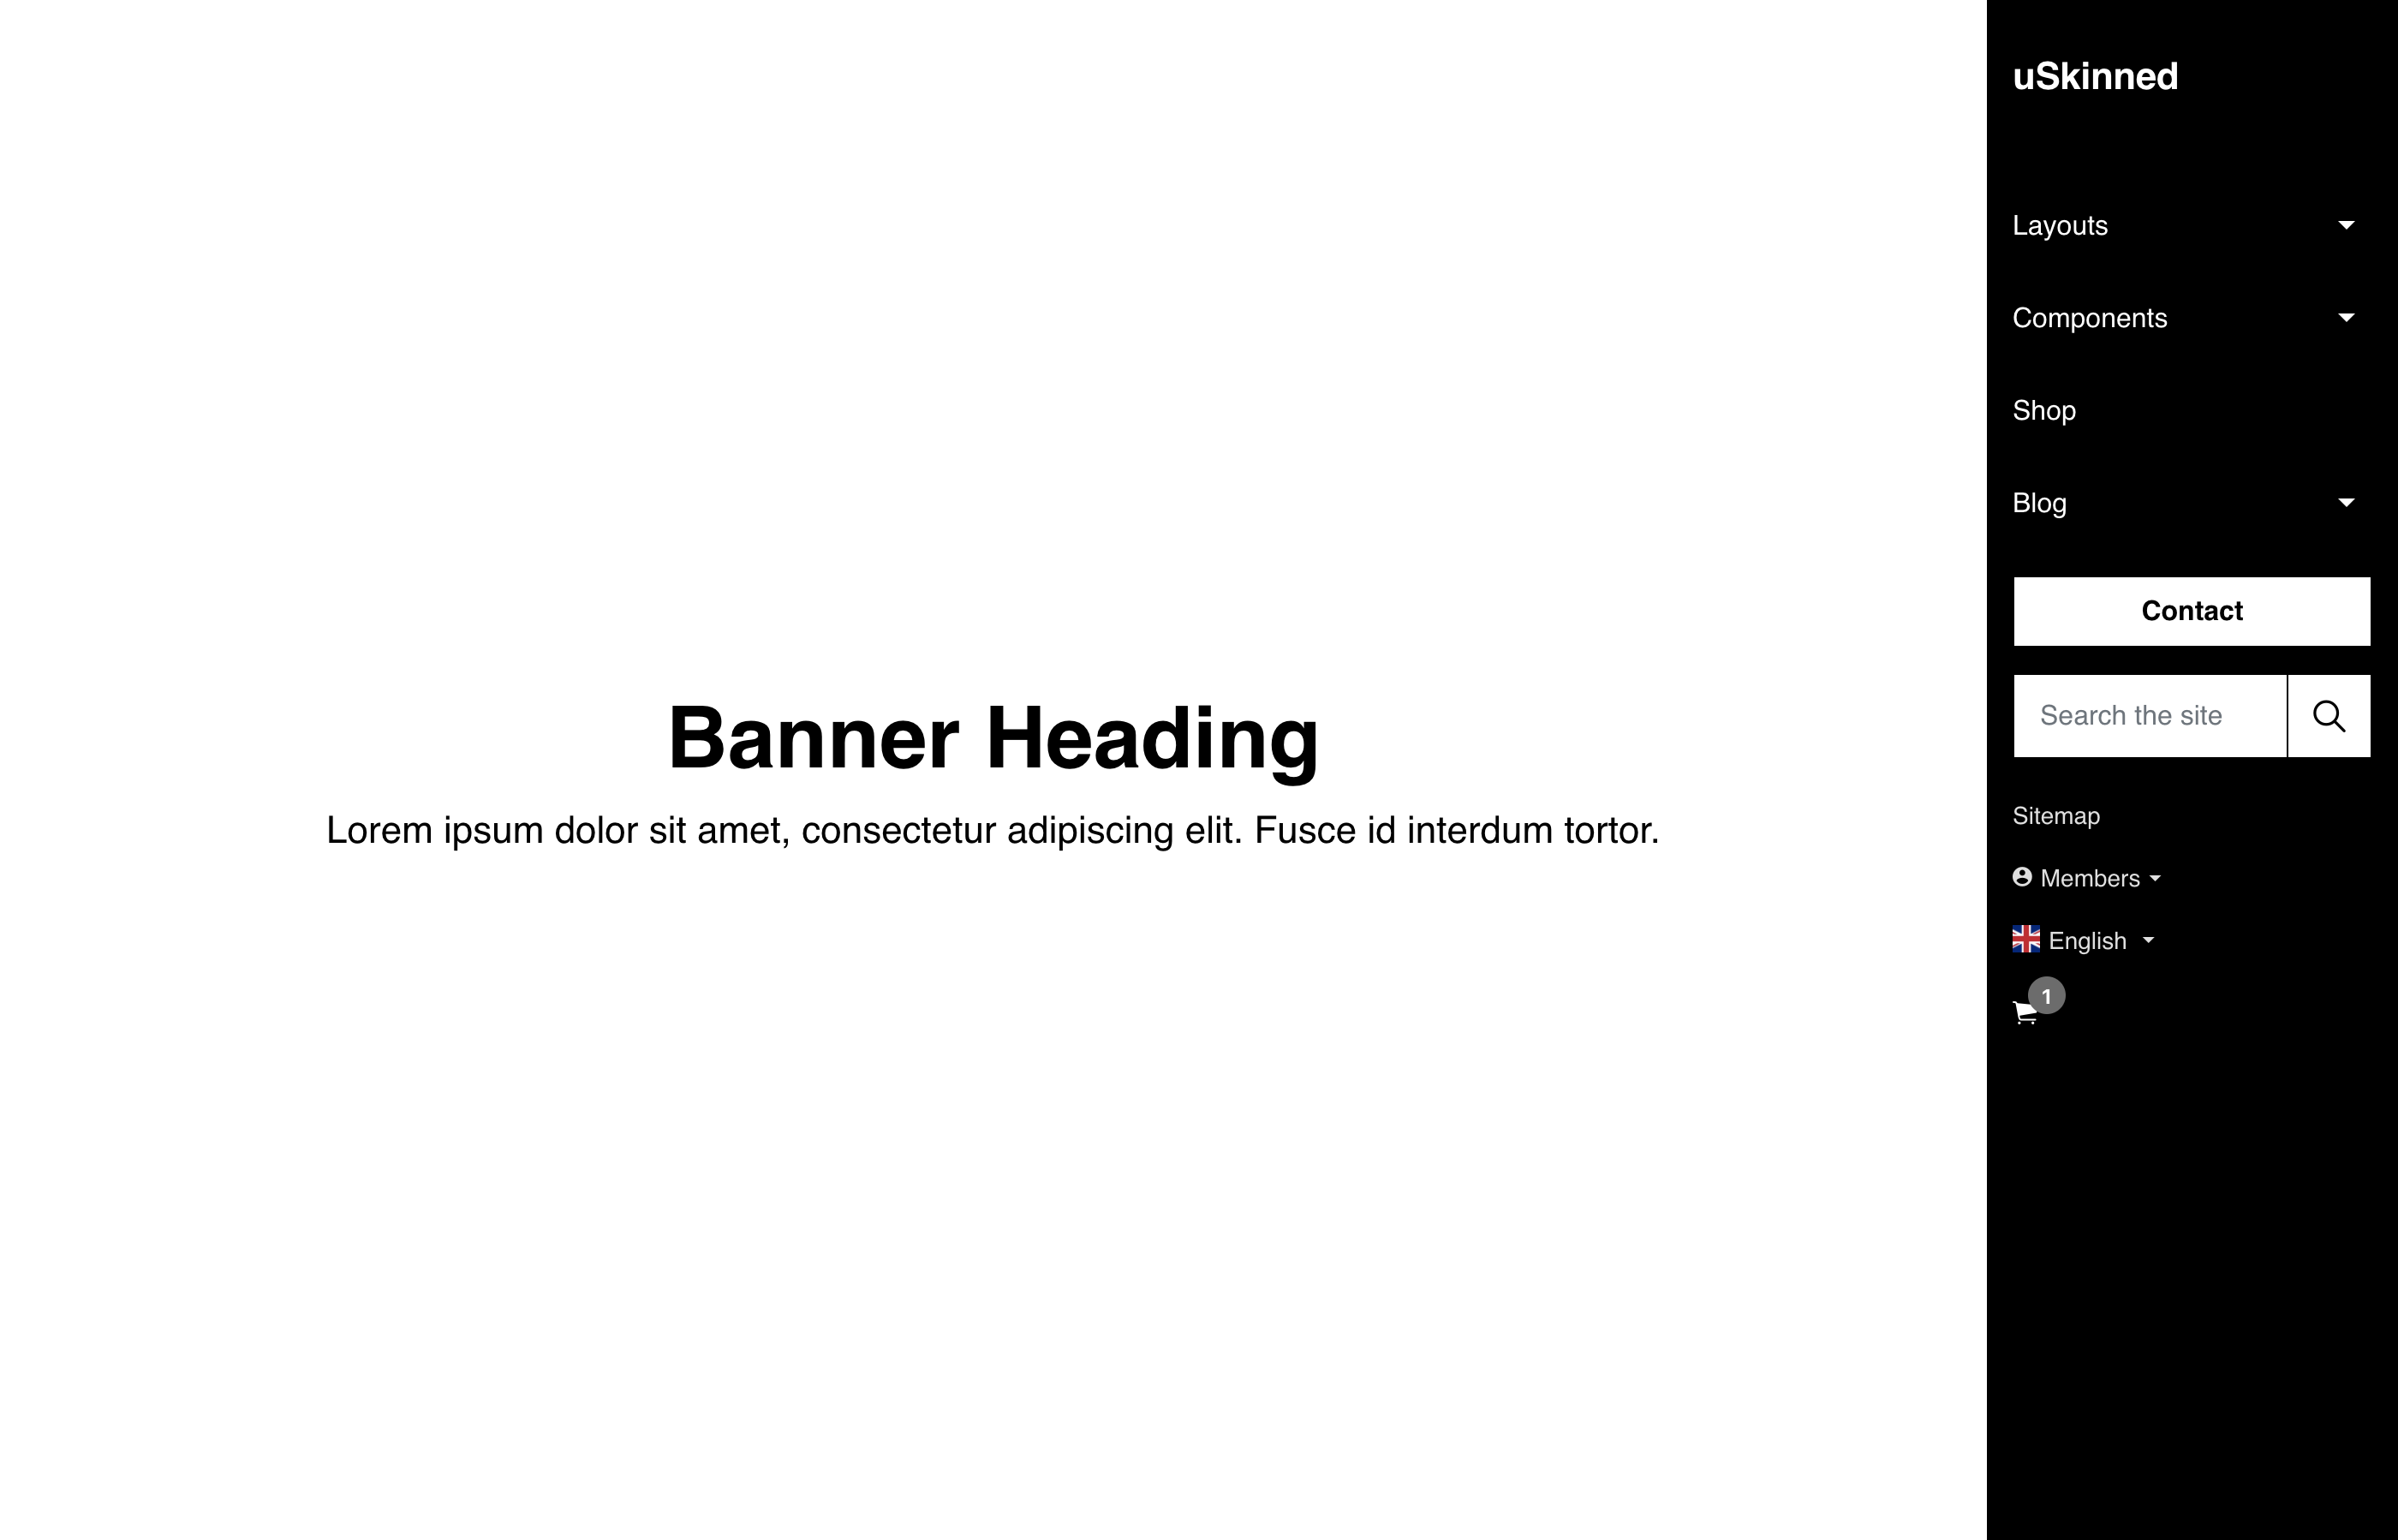 uSkinned
Layouts
Components
Shop
Blog
Contact
Search the site
Sitemap
Members
English
1
Banner Heading
Lorem ipsum dolor sit amet, consectetur adipiscing elit. Fusce id interdum tortor.